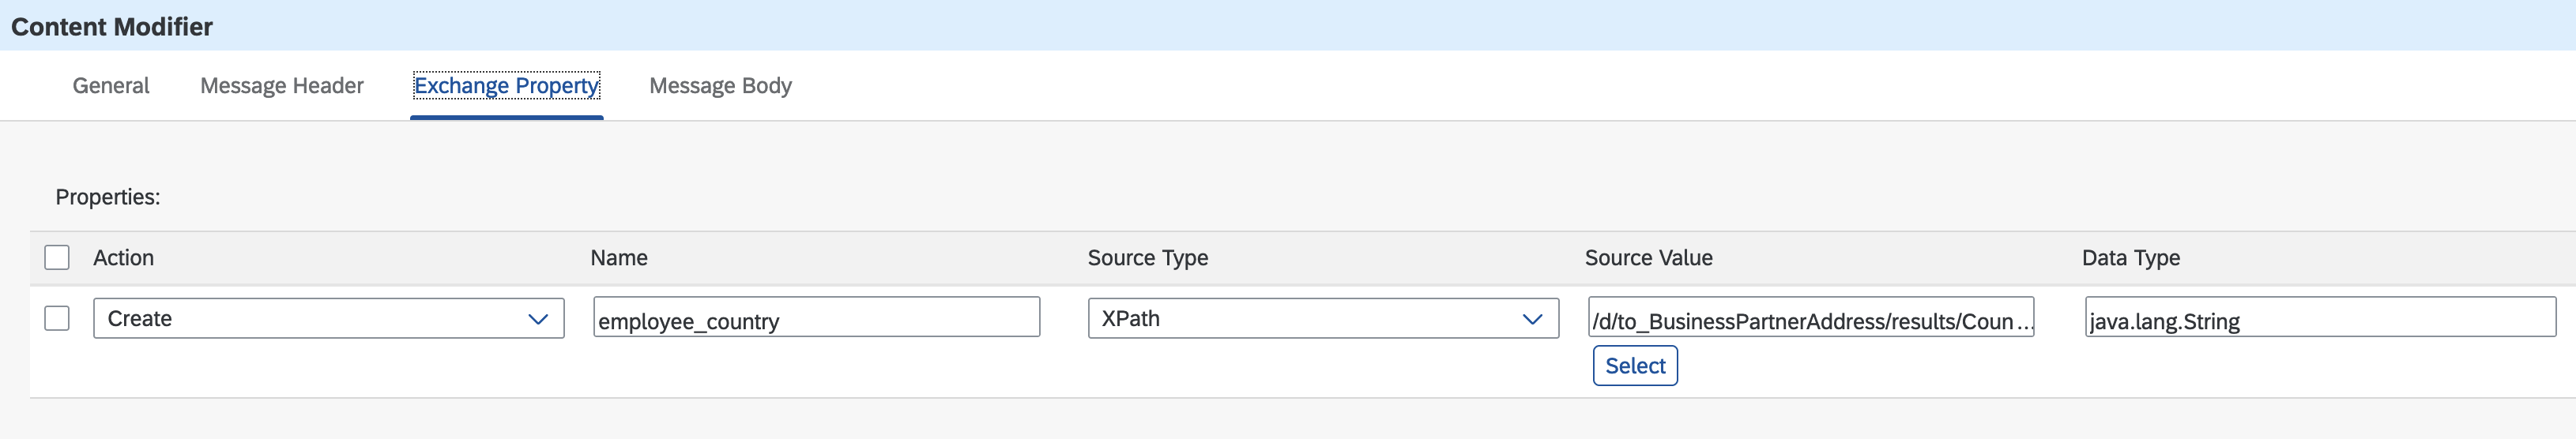 Content Modifier
General Message Header Exchange Property Message Body
Properties:
Action Name Source Type Source Value Data Type
Create employee_country XPath /d/to_BusinessPartnerAddress/results/Coun... java.lang.String
Select